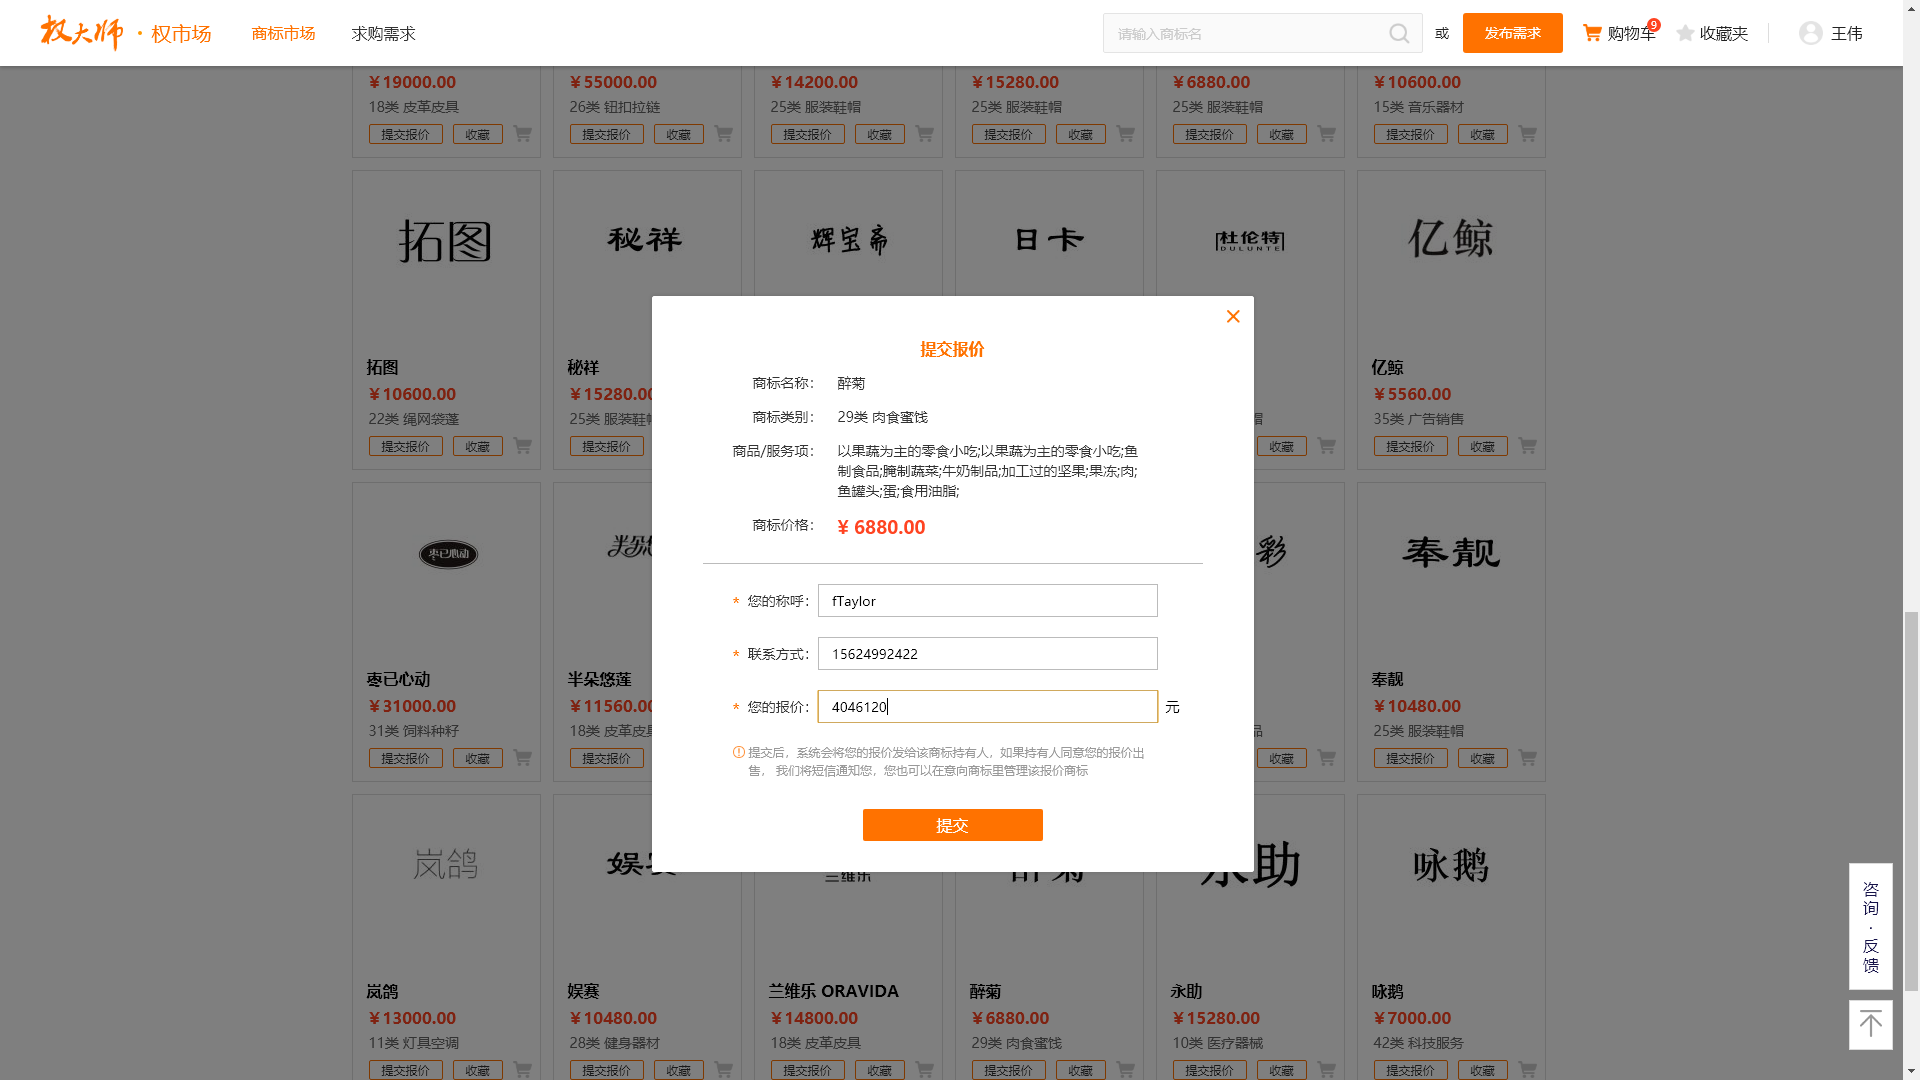 权大师 · 权市场 商标市场 求购需求 请输入商标名 或 发布需求 购物车 9 收藏夹 王伟
￥19000.00 ￥55000.00 ￥14200.00 ￥15280.00 ￥6880.00 ￥10600.00
18类 皮革皮具 26类 钮扣拉链 25类 服装鞋帽 25类 服装鞋帽 25类 服装鞋帽 15类 音乐器材
提交报价 收藏 提交报价 收藏 提交报价 收藏 提交报价 收藏 提交报价 收藏 提交报价 收藏
拓图 秘祥 辉宝斋 日卡 杜伦特 亿鲸
DULUNTE
拓图 秘祥 亿鲸
￥10600.00 ￥15280.00 ￥5560.00
22类 绳网袋蓬 25类 服装鞋帽 帽 35类 广告销售
提交报价 收藏 提交报价 收藏 提交报价 收藏
提交报价
商标名称： 醉菊
商标类别： 29类 肉食蜜饯
商品/服务项： 以果蔬为主的零食小吃;以果蔬为主的零食小吃;鱼
制食品;腌制蔬菜;牛奶制品;加工过的坚果;果冻;肉;
鱼罐头;蛋;食用油脂;
商标价格： ¥ 6880.00
* 您的称呼： fTaylor
* 联系方式： 15624992422
* 您的报价： 4046120 元
提交后，系统会将您的报价发给该商标持有人，如果持有人同意您的报价出
售， 我们将短信通知您，您也可以在意向商标里管理该报价商标
提交
枣已心动 半朵 彩 奉靓
枣已心动 半朵悠莲 奉靓
￥31000.00 ￥11560.00 ￥10480.00
31类 饲料种籽 18类 皮革皮具 品 25类 服装鞋帽
提交报价 收藏 提交报价 收藏 提交报价 收藏
岚鸽 娱赛 兰维乐 醉菊 永助 咏鹅
岚鸽 娱赛 兰维乐 ORAVIDA 醉菊 永助 咏鹅
￥13000.00 ￥10480.00 ￥14800.00 ￥6880.00 ￥15280.00 ￥7000.00
11类 灯具空调 28类 健身器材 18类 皮革皮具 29类 肉食蜜饯 10类 医疗器械 42类 科技服务
提交报价 收藏 提交报价 收藏 提交报价 收藏 提交报价 收藏 提交报价 收藏 提交报价 收藏
咨询·反馈